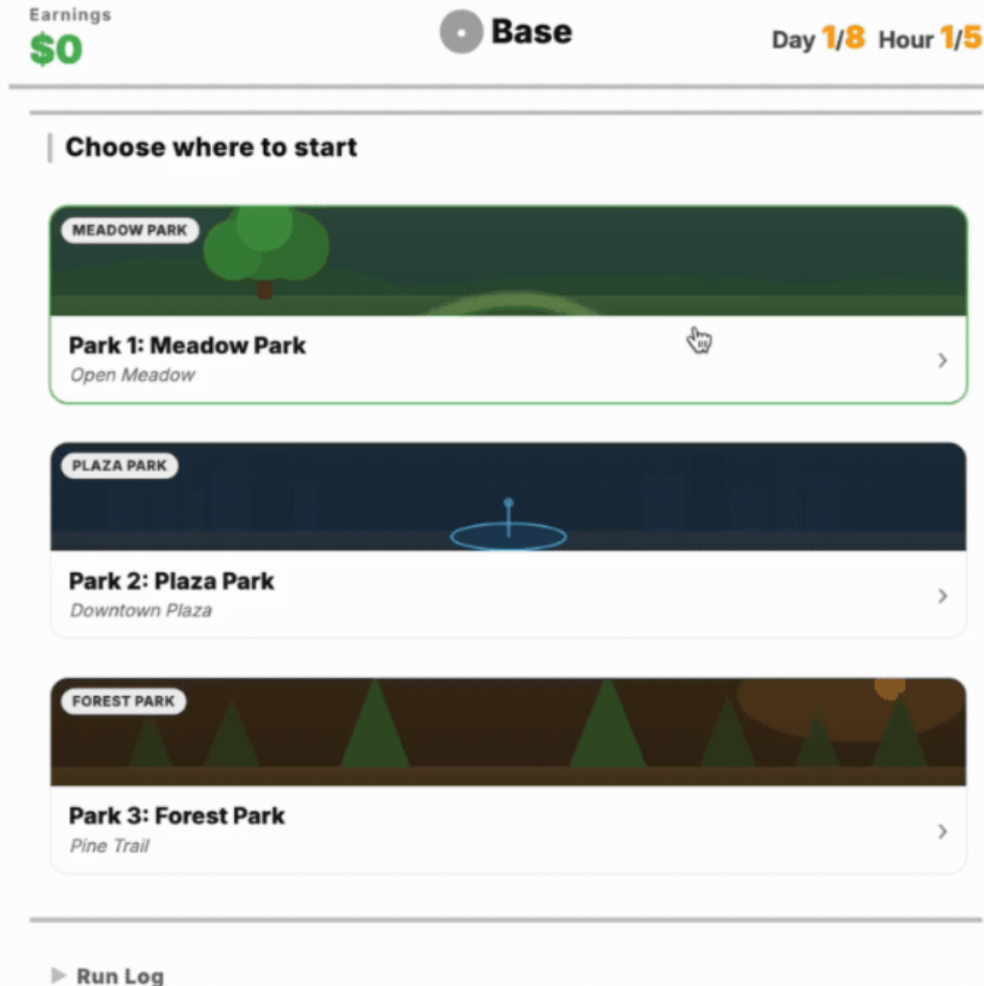 Earnings
$0
Base
Day 1/8 Hour 1/5
Choose where to start
MEADOW PARK
Park 1: Meadow Park
Open Meadow
PLAZA PARK
Park 2: Plaza Park
Downtown Plaza
FOREST PARK
Park 3: Forest Park
Pine Trail
Run Log